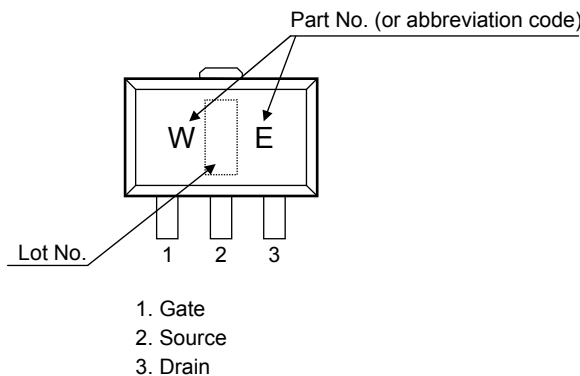 Part No. (or abbreviation code)
W E
Lot No.
1 2 3
1. Gate
2. Source
3. Drain